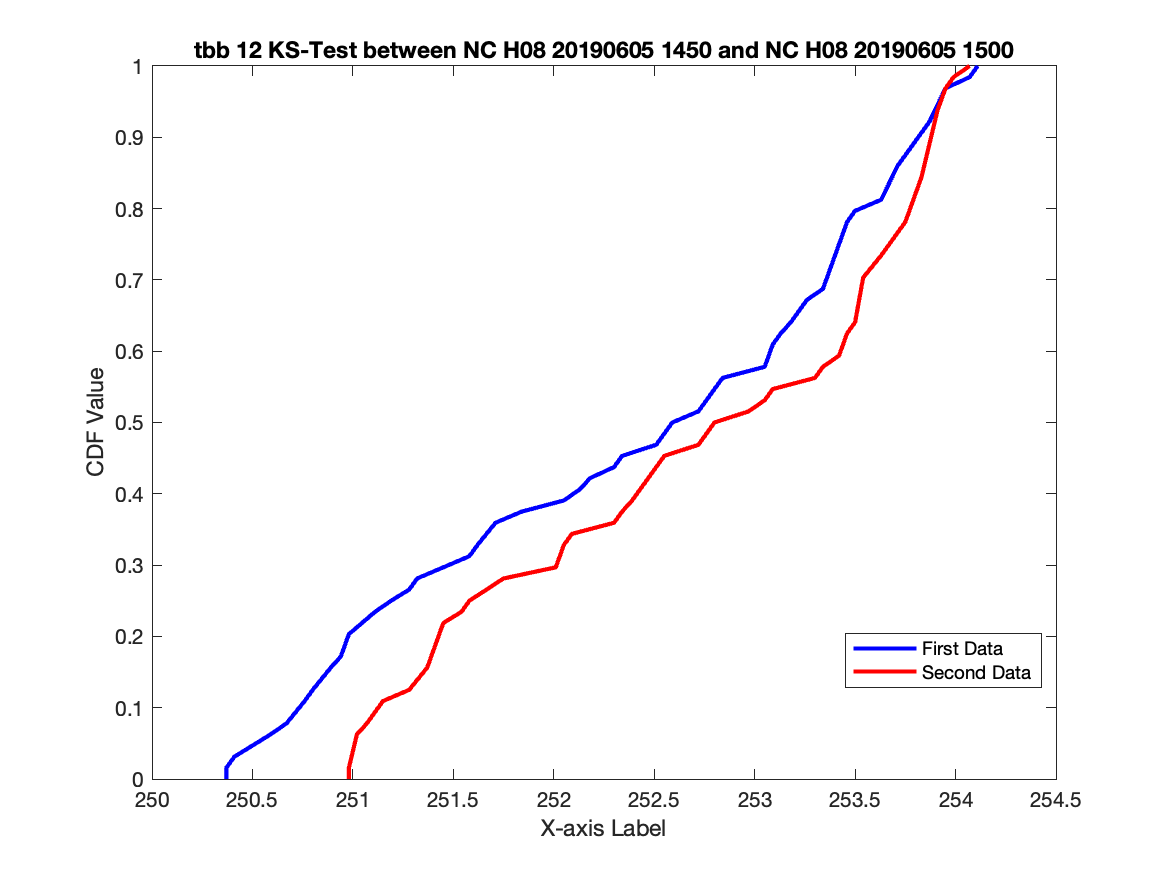 tbb 12 KS-Test between NC H08 20190605 1450 and NC H08 20190605 1500
1
0.9
0.8
0.7
0.6
0.5
0.4
0.3
0.2
0.1
0
CDF Value
First Data
Second Data
250 250.5 251 251.5 252 252.5 253 253.5 254 254.5
X-axis Label